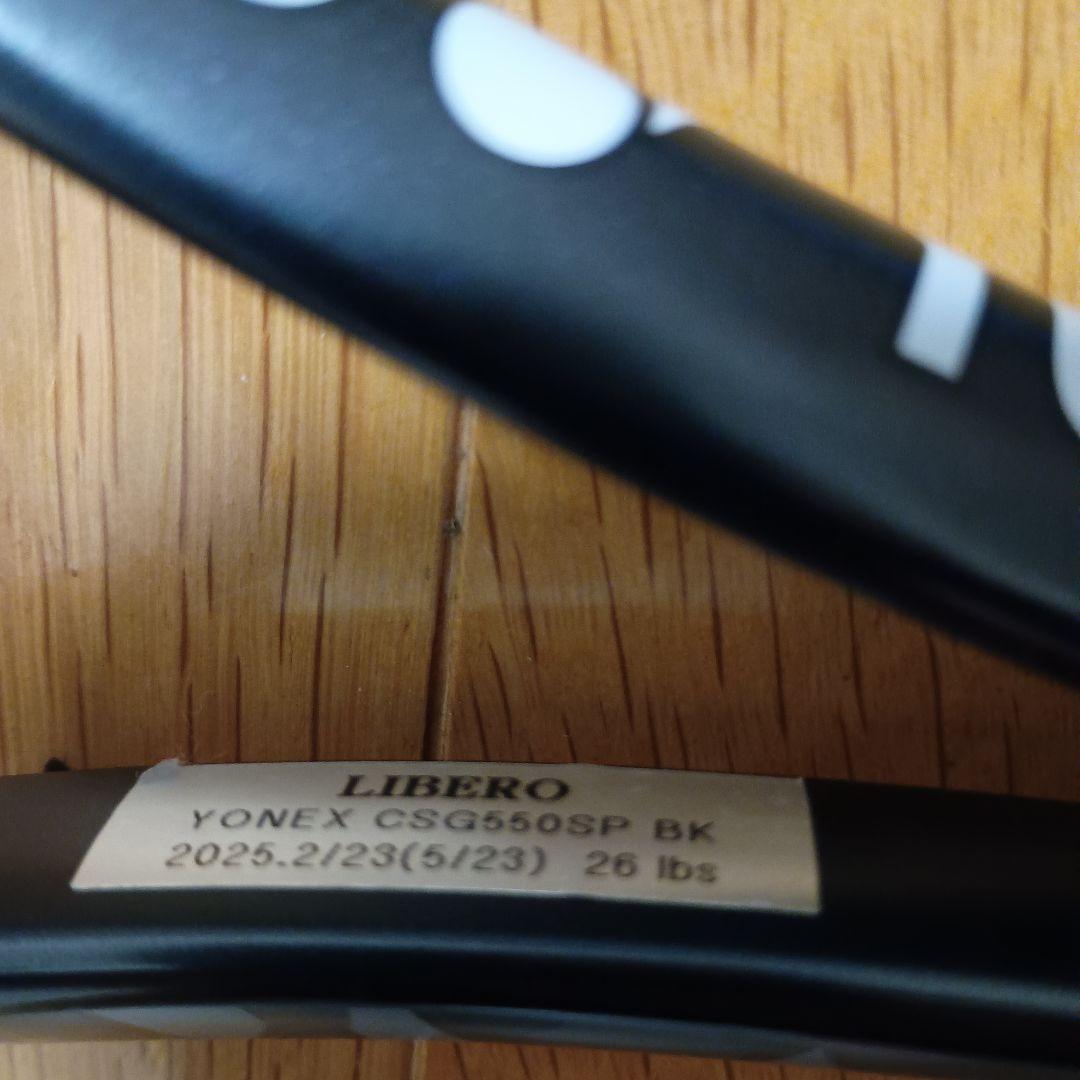 LIBERO
YONEX CSG550SP BK
2025.2/23(5/23) 26 lbs